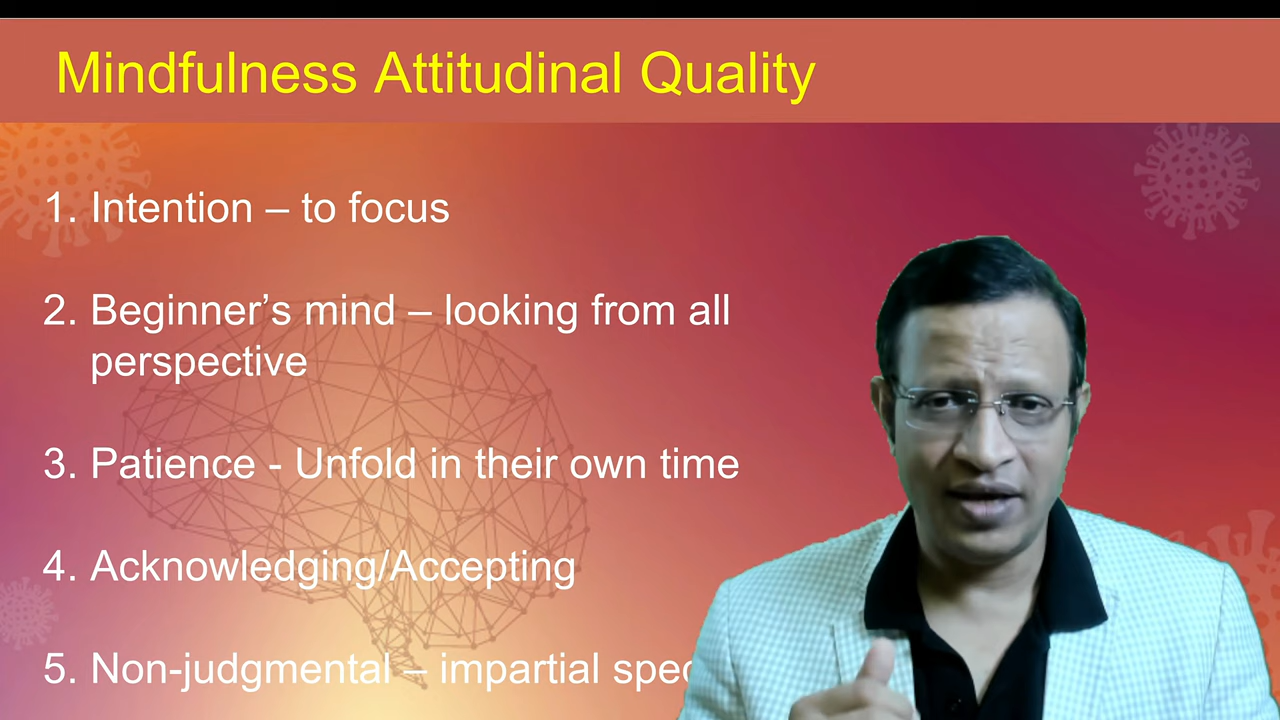 Mindfulness Attitudinal Quality
1. Intention – to focus
2. Beginner’s mind – looking from all
perspective
3. Patience - Unfold in their own time
4. Acknowledging/Accepting
5. Non-judgmental – impartial